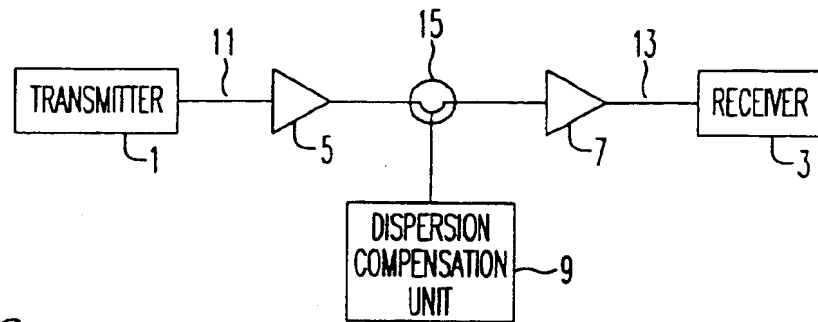 15
11
13
TRANSMITTER
RECEIVER
1
5
7
3
DISPERSION
COMPENSATION
UNIT
9